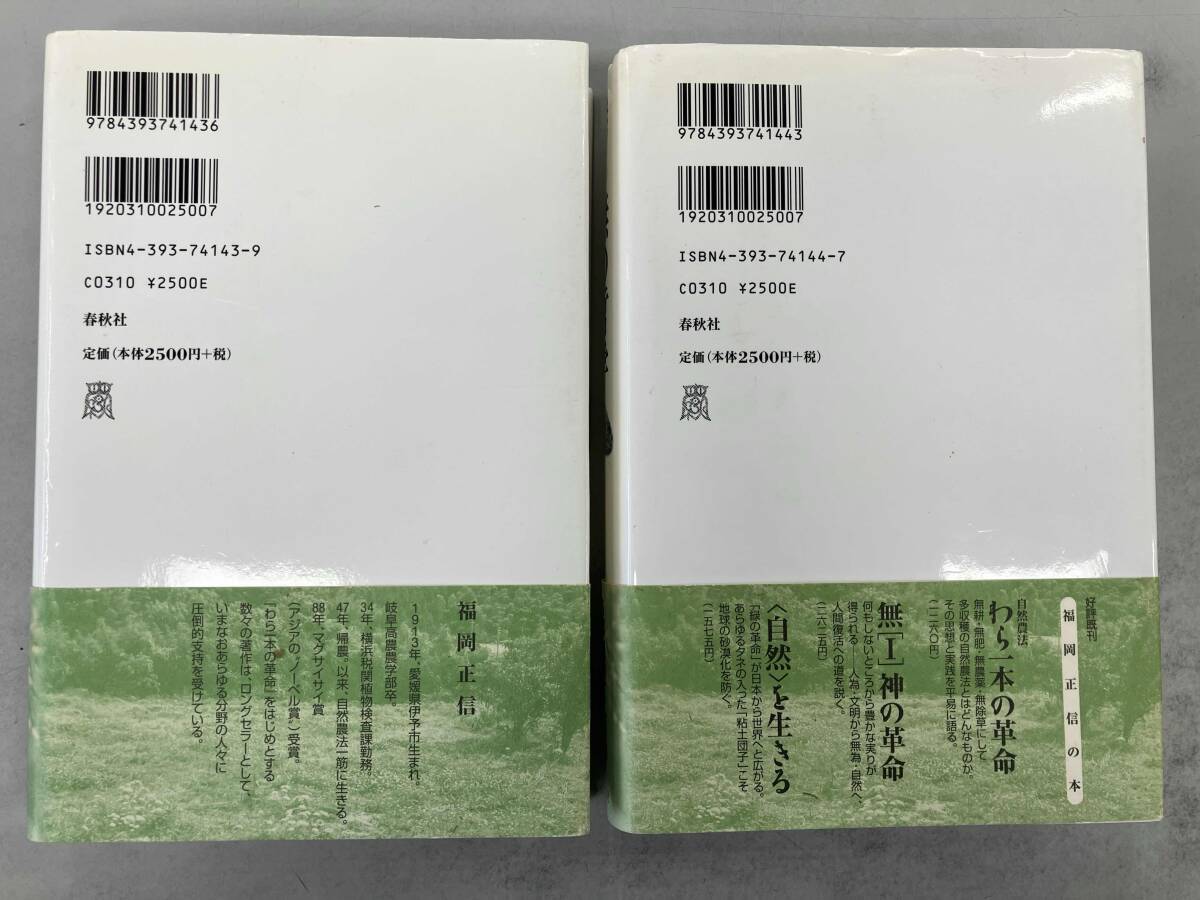 9784393741436
1920310025007
ISBN4-393-74143-9
C0310 ¥2500E
春秋社
定価(本体2500円+税)
福岡正信
1913年、愛媛県伊予市生まれ。
岐阜高農農学部卒。
34年、横浜税関植物検査課勤務。
47年、帰農。以来、自然農法一筋に生きる。
88年 マグサイサイ賞
(アジアの“ノーベル賞”)受賞。
「わら一本の革命」をはじめとする
数々の著作は、ロングセラーとして、
いまなおあらゆる分野の人々に
圧倒的支持を受けている。
9784393741443
1920310025007
ISBN4-393-74144-7
C0310 ¥2500E
春秋社
定価(本体2500円+税)
好評既刊
福岡正信の本
自然農法
わら一本の革命
無耕・無肥・無農薬・無除草にして
多収穫の自然農法とはどんなものか。
その思想と実践を平易に語る。
(一二六〇円)
無[Ⅰ]神の革命
何もしないところから豊かな実りが
得られる――人為・文明から無為・自然へ。
人間復活への道を説く。
(二六二五円)
〈自然〉を生きる
「緑の革命」が日本から世界へと広がる。
あらゆるタネの入った「粘土団子」こそ
地球の砂漠化を防ぐ。
(一五七五円)